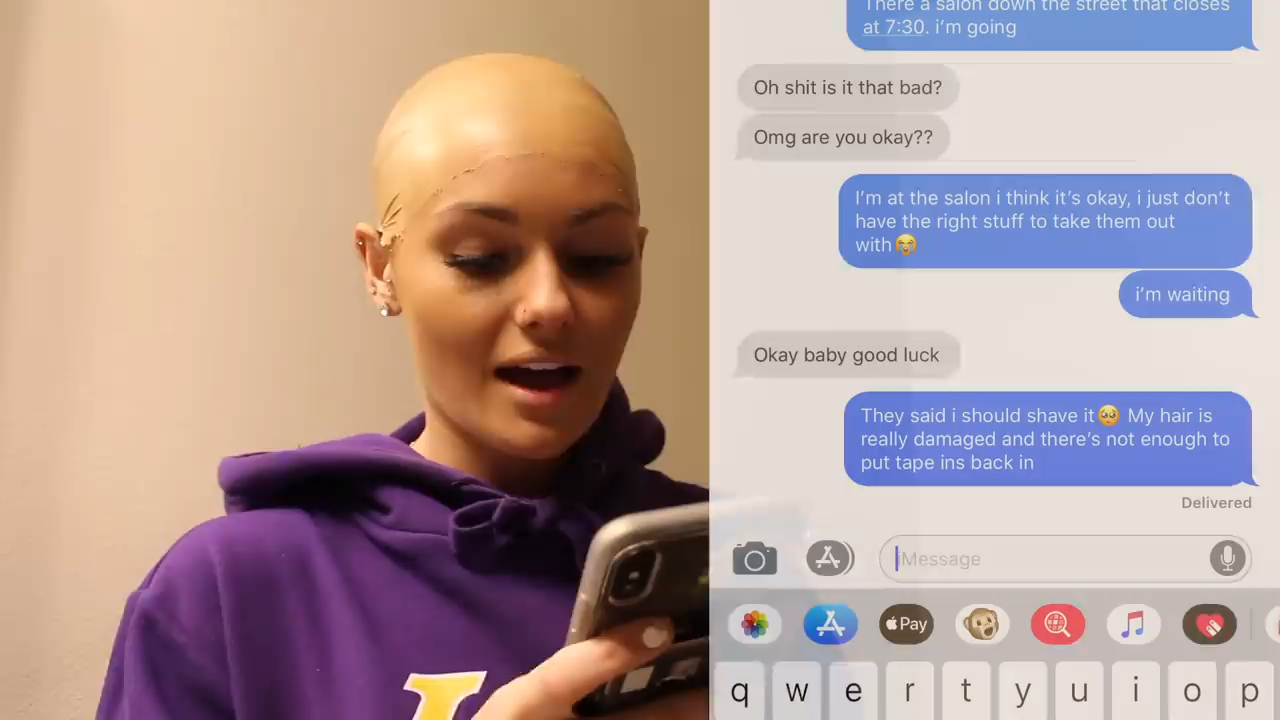 There a salon down the street that closes
at 7:30. i'm going
Oh shit is it that bad?
Omg are you okay??
I'm at the salon i think it's okay, i just don't
have the right stuff to take them out
with😭
i'm waiting
Okay baby good luck
They said i should shave it🥺 My hair is
really damaged and there's not enough to
put tape ins back in
Delivered
iMessage
Pay
q w e r t y u i o p
L